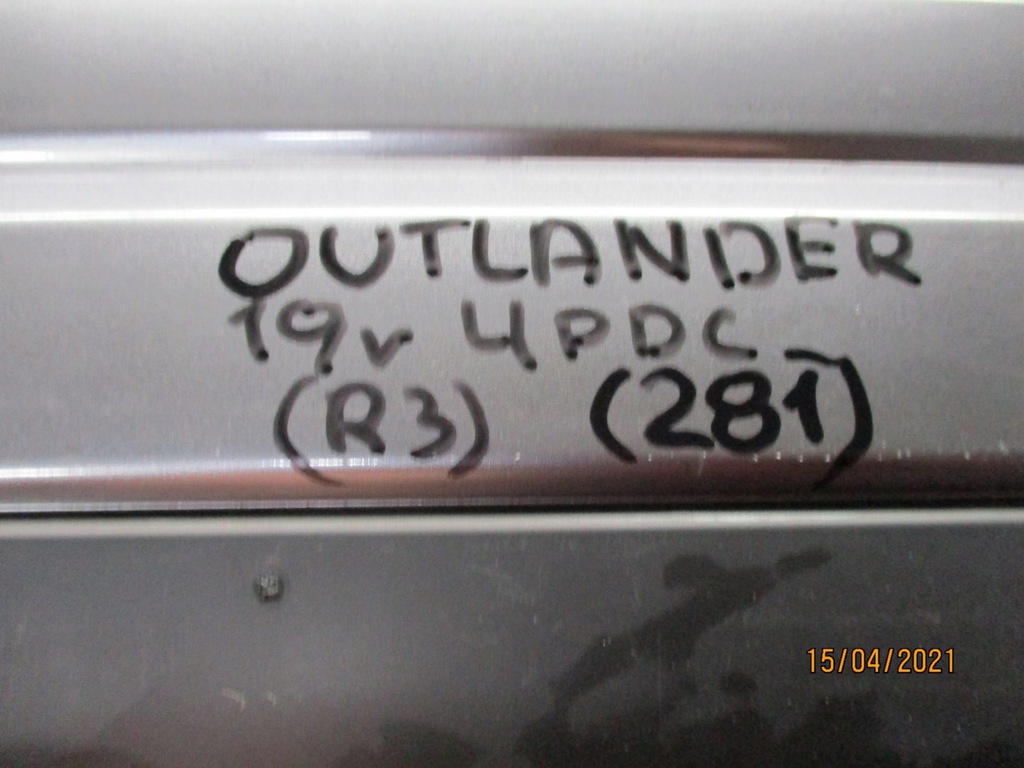 OUTLANDER
19v 4PDC
(R3) (281)
15/04/2021